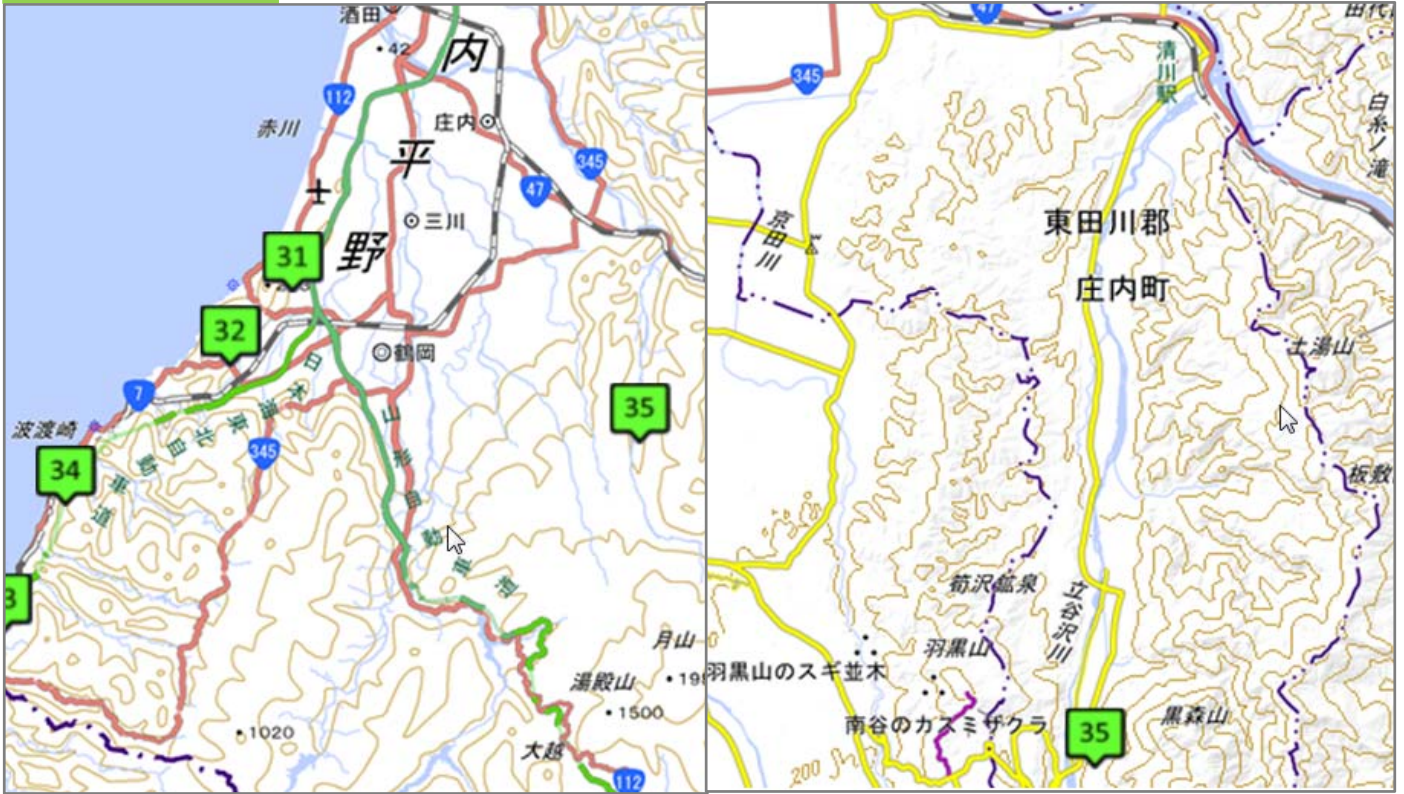 酒田
・42
内
112
赤川
庄内
平
345
47
士
三川
31
野
32
鶴岡
7
35
日本海東北自動車道
波渡崎
山形自動車道
345
34
3
月山
湯殿山
・1500
大越
・1020
112
47
田代
清川駅
345
白糸ノ滝
京田川
東田川郡
庄内町
土湯山
板敷
筍沢鉱泉
立谷沢川
羽黒山
羽黒山のスギ並木
南谷のカスミザクラ
35
黒森山